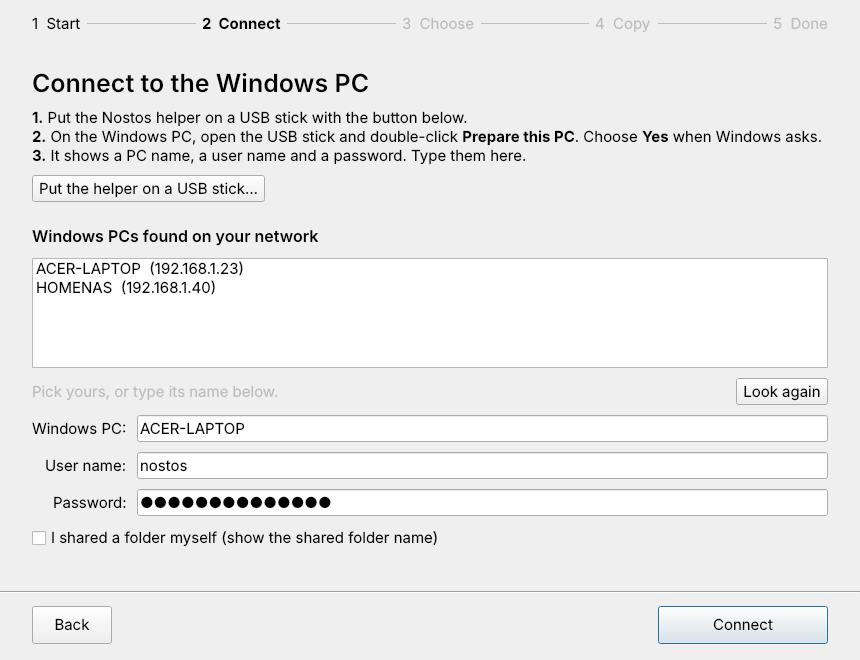 1 Start 2 Connect 3 Choose 4 Copy 5 Done
Connect to the Windows PC
1. Put the Nostos helper on a USB stick with the button below.
2. On the Windows PC, open the USB stick and double-click Prepare this PC. Choose Yes when Windows asks.
3. It shows a PC name, a user name and a password. Type them here.
Put the helper on a USB stick...
Windows PCs found on your network
ACER-LAPTOP (192.168.1.23)
HOMENAS (192.168.1.40)
Pick yours, or type its name below. Look again
Windows PC: ACER-LAPTOP
User name: nostos
Password: ●●●●●●●●●●●●●●
I shared a folder myself (show the shared folder name)
Back Connect